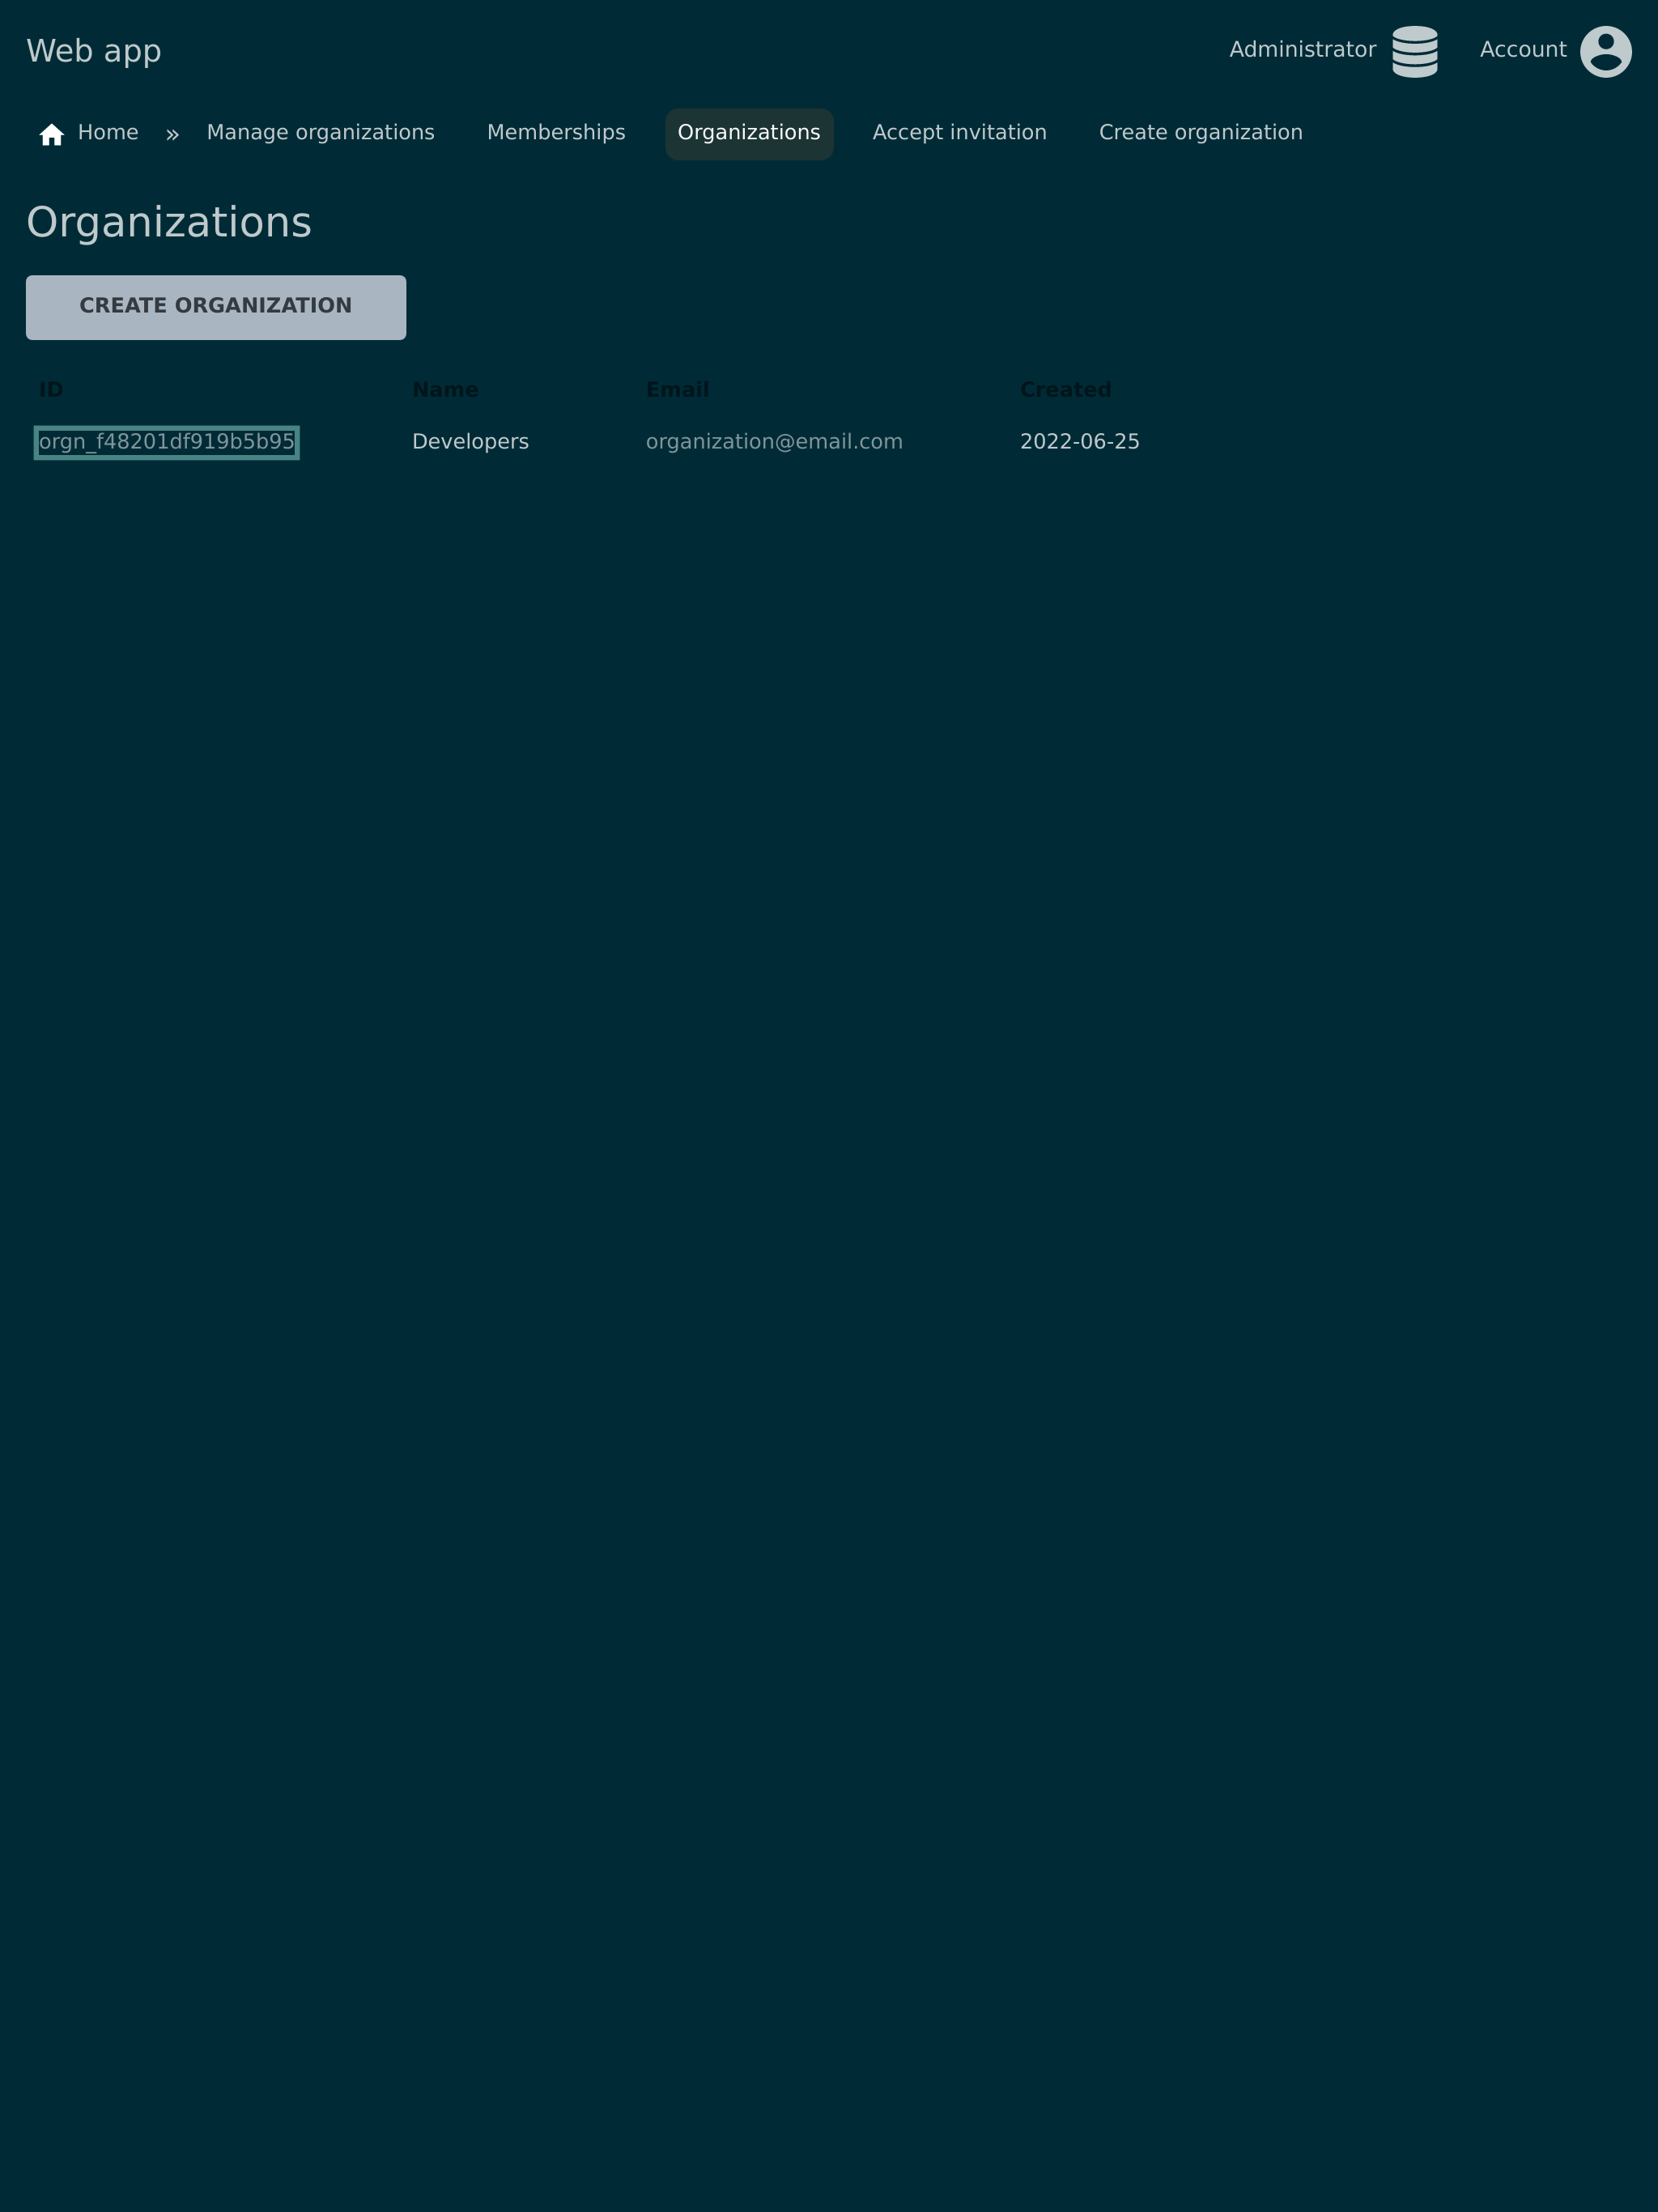 Web app
Administrator Account
Home » Manage organizations Memberships Organizations Accept invitation Create organization
Organizations
CREATE ORGANIZATION
ID Name Email Created
orgn_f48201df919b5b95 Developers organization@email.com 2022-06-25